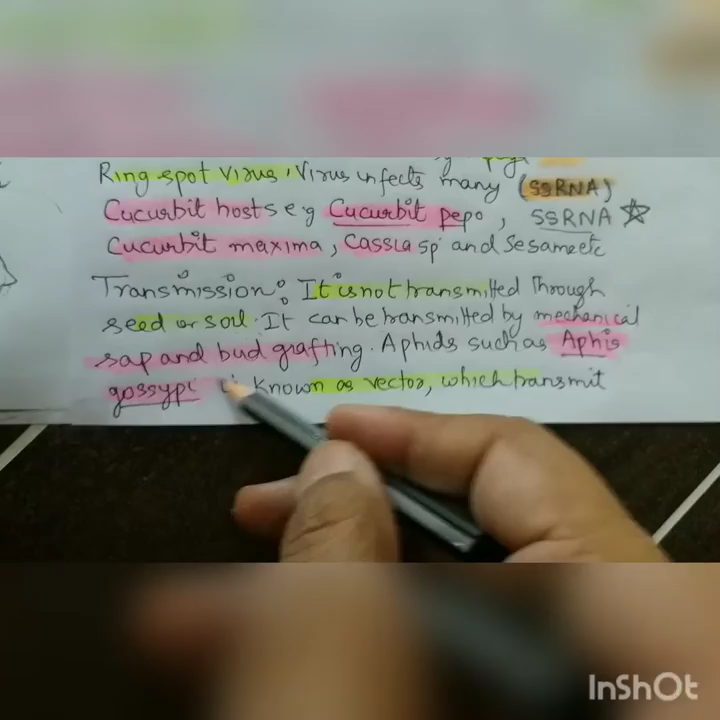 Ring-spot virus, Virus infects many (SSRNA)
Cucurbit hosts e.g Cucurbit pepo, SSRNA
Cucurbit maxima, Cassia sp and Sesame etc
Transmission: It is not transmitted Through
seed or soil. It can be transmitted by mechanical
sap and bud grafting. Aphids such as Aphis
gossypi known as vector, which transmit
InShOt